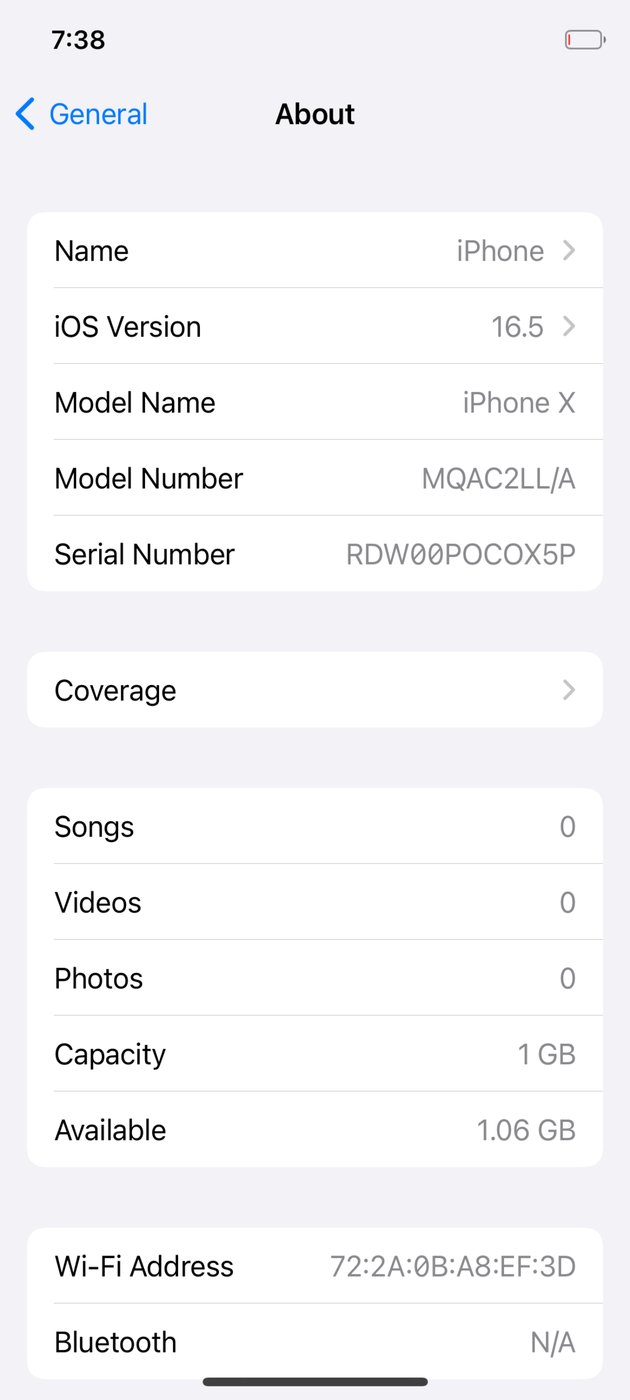 7:38
General
About
Name iPhone
iOS Version 16.5
Model Name iPhone X
Model Number MQAC2LL/A
Serial Number RDW00POCOX5P
Coverage
Songs 0
Videos 0
Photos 0
Capacity 1 GB
Available 1.06 GB
Wi-Fi Address 72:2A:0B:A8:EF:3D
Bluetooth N/A